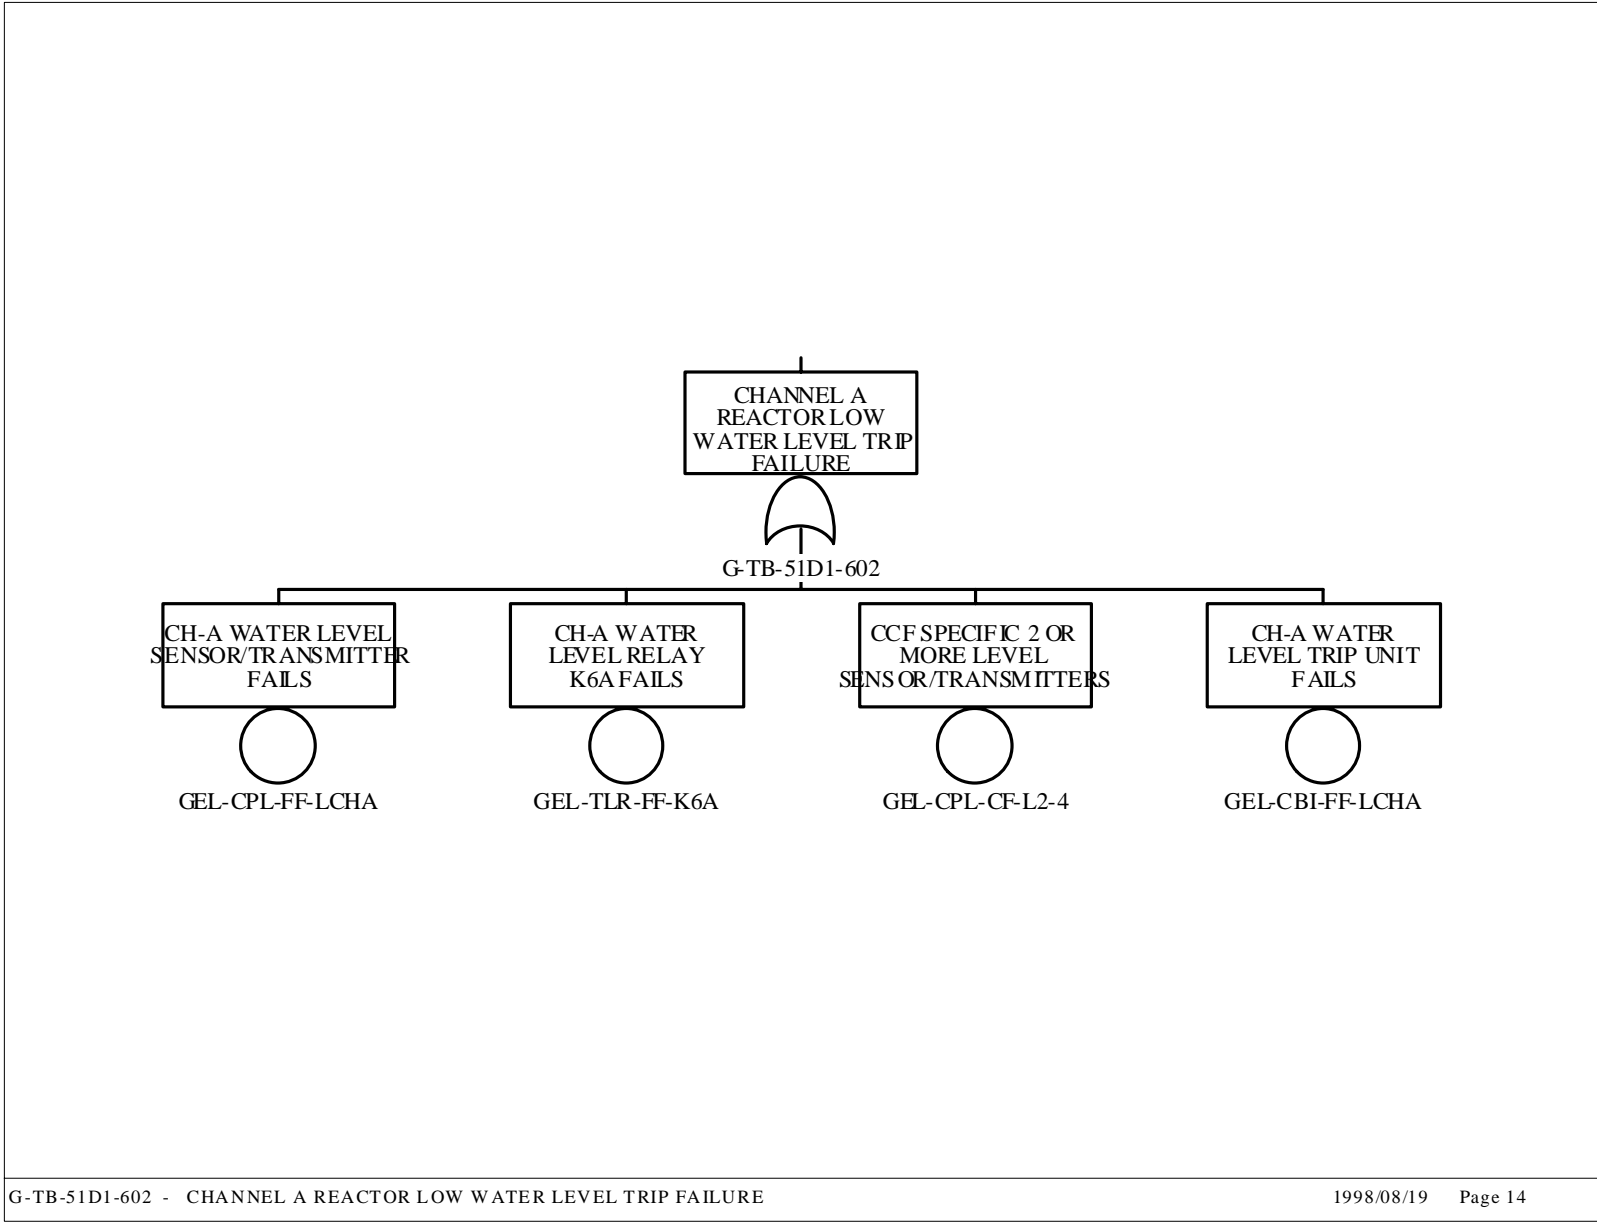 CHANNEL A
REACTOR LOW
WATER LEVEL TRIP
FAILURE
G-TB-51D1-602
CH-A WATER LEVEL
SENSOR/TRANSMITTER
FAILS
GEL-CPL-FF-LCHA
CH-A WATER
LEVEL RELAY
K6A FAILS
GEL-TLR-FF-K6A
CCF SPECIFIC 2 OR
MORE LEVEL
SENSOR/TRANSMITTERS
GEL-CPL-CF-L2-4
CH-A WATER
LEVEL TRIP UNIT
FAILS
GEL-CBI-FF-LCHA
G-TB-51D1-602 - CHANNEL A REACTOR LOW WATER LEVEL TRIP FAILURE
1998/08/19 Page 14